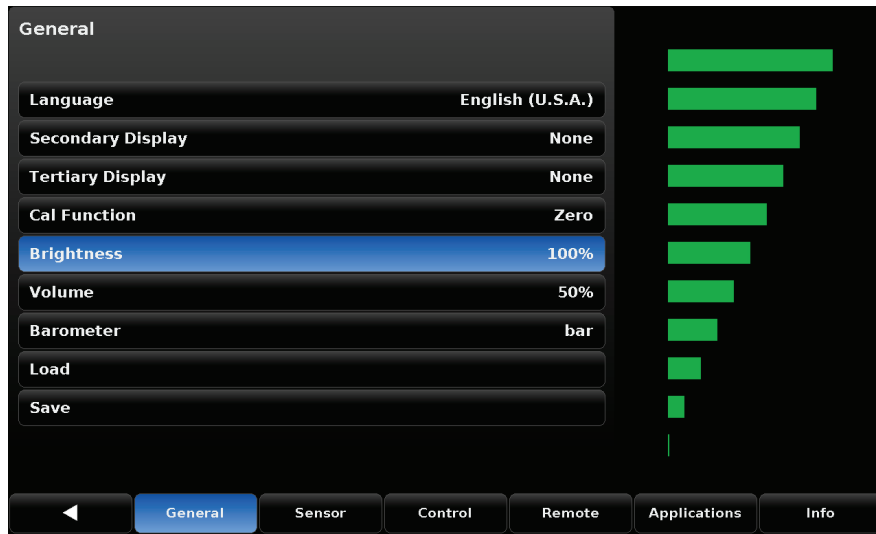 General
Language English (U.S.A.)
Secondary Display None
Tertiary Display None
Cal Function Zero
Brightness 100%
Volume 50%
Barometer bar
Load
Save
General Sensor Control Remote Applications Info